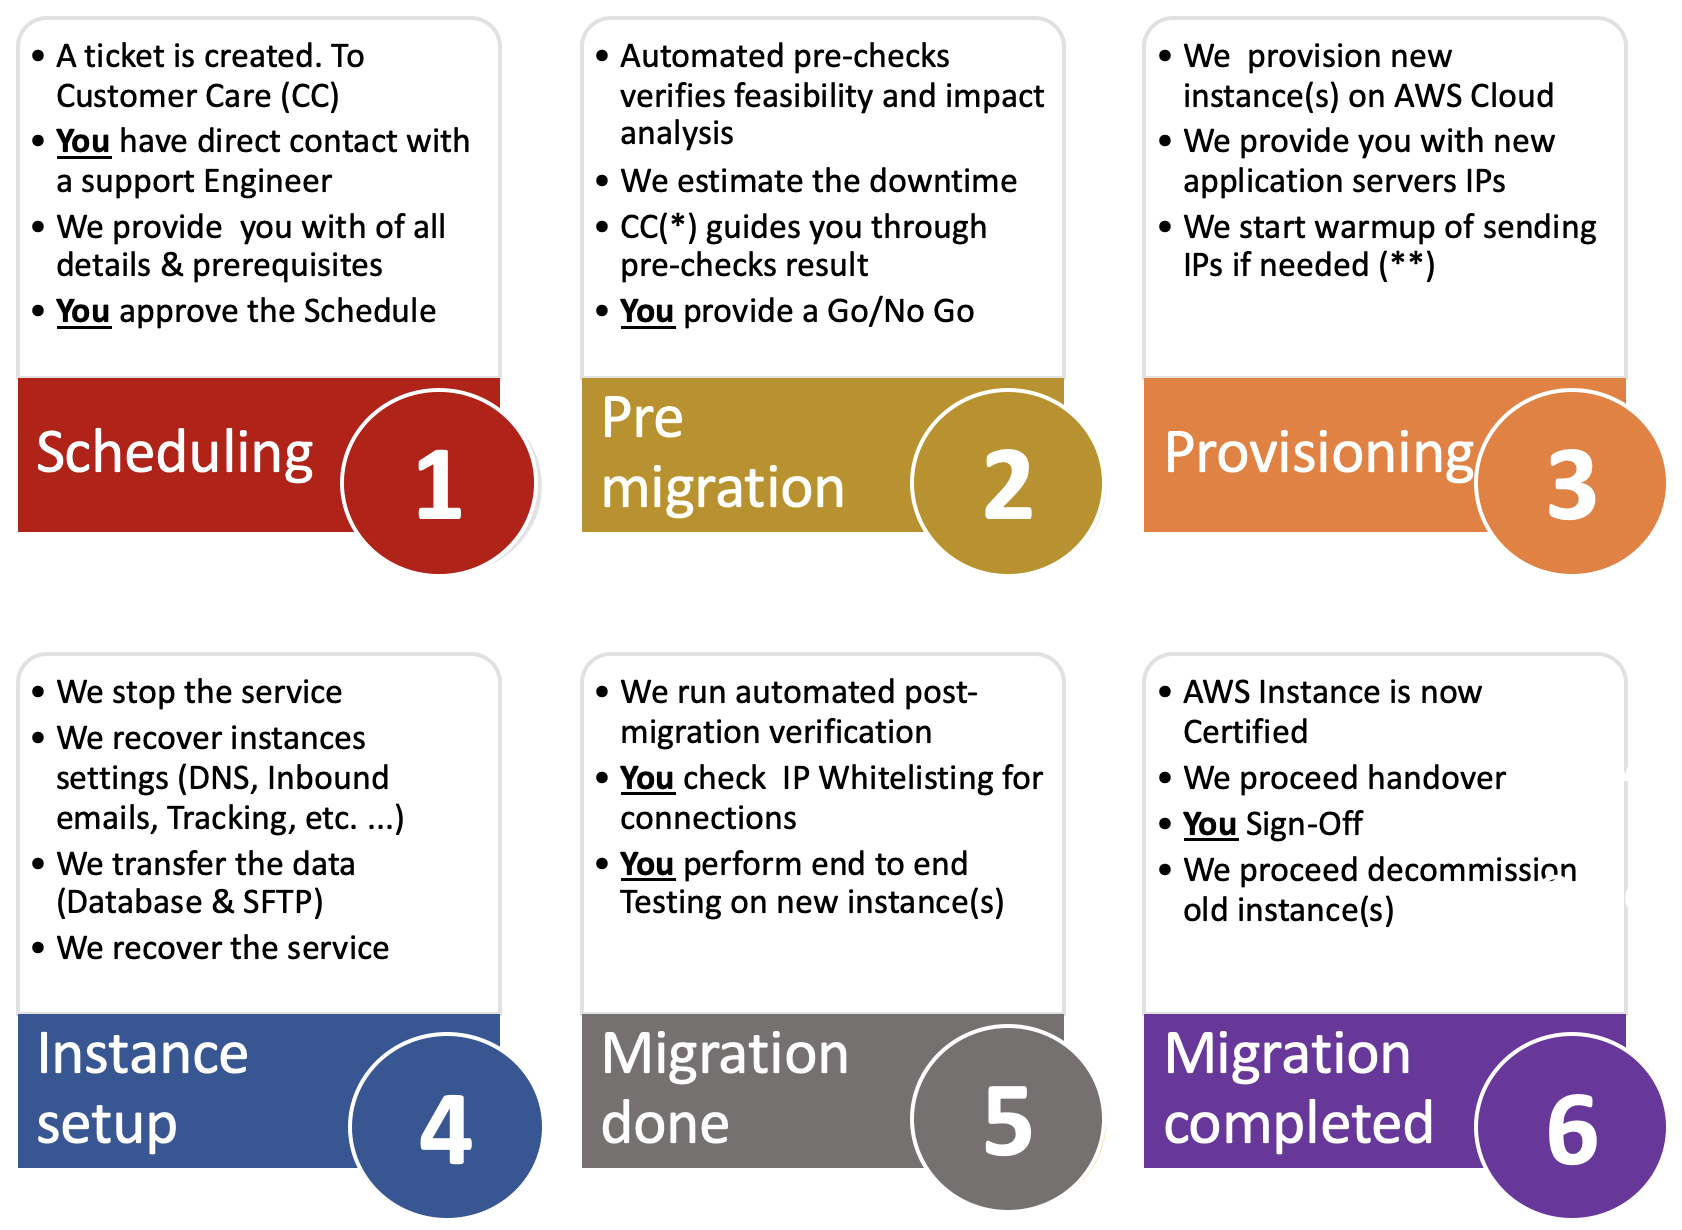 • A ticket is created. To
Customer Care (CC)
• You have direct contact with
a support Engineer
• We provide  you with of all
details & prerequisites
• You approve the Schedule
Scheduling
1
• Automated pre-checks
verifies feasibility and impact
analysis
• We estimate the downtime
• CC(*) guides you through
pre-checks result
• You provide a Go/No Go
Pre
migration
2
• We  provision new
instance(s) on AWS Cloud
• We provide you with new
application servers IPs
• We start warmup of sending
IPs if needed (**)
Provisioning
3
• We stop the service
• We recover instances
settings (DNS, Inbound
emails, Tracking, etc. ...)
• We transfer the data
(Database & SFTP)
• We recover the service
Instance
setup
4
• We run automated post-
migration verification
• You check  IP Whitelisting for
connections
• You perform end to end
Testing on new instance(s)
Migration
done
5
• AWS Instance is now
Certified
• We proceed handover
• You Sign-Off
• We proceed decommission
old instance(s)
Migration
completed
6